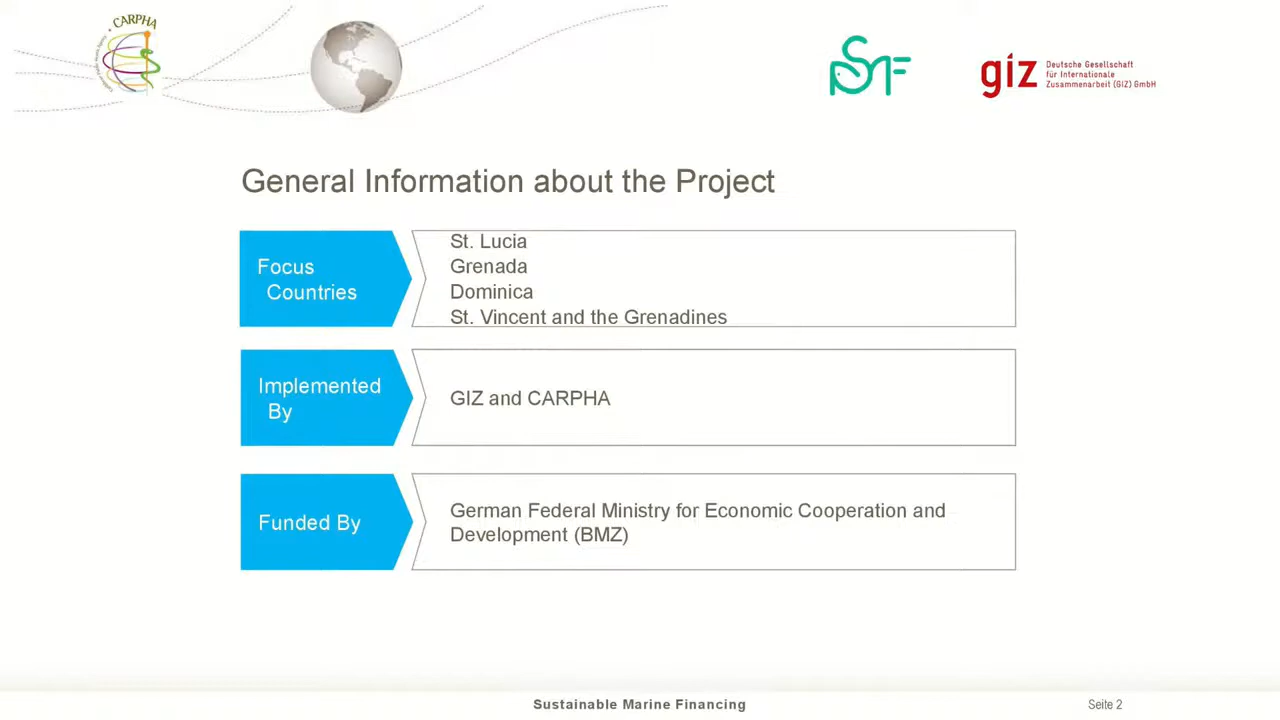 CARPHA
SMF
giz
Deutsche Gesellschaft
für Internationale
Zusammenarbeit (GIZ) GmbH
General Information about the Project
Focus
Countries
St. Lucia
Grenada
Dominica
St. Vincent and the Grenadines
Implemented
By
GIZ and CARPHA
Funded By
German Federal Ministry for Economic Cooperation and
Development (BMZ)
Sustainable Marine Financing
Seite 2